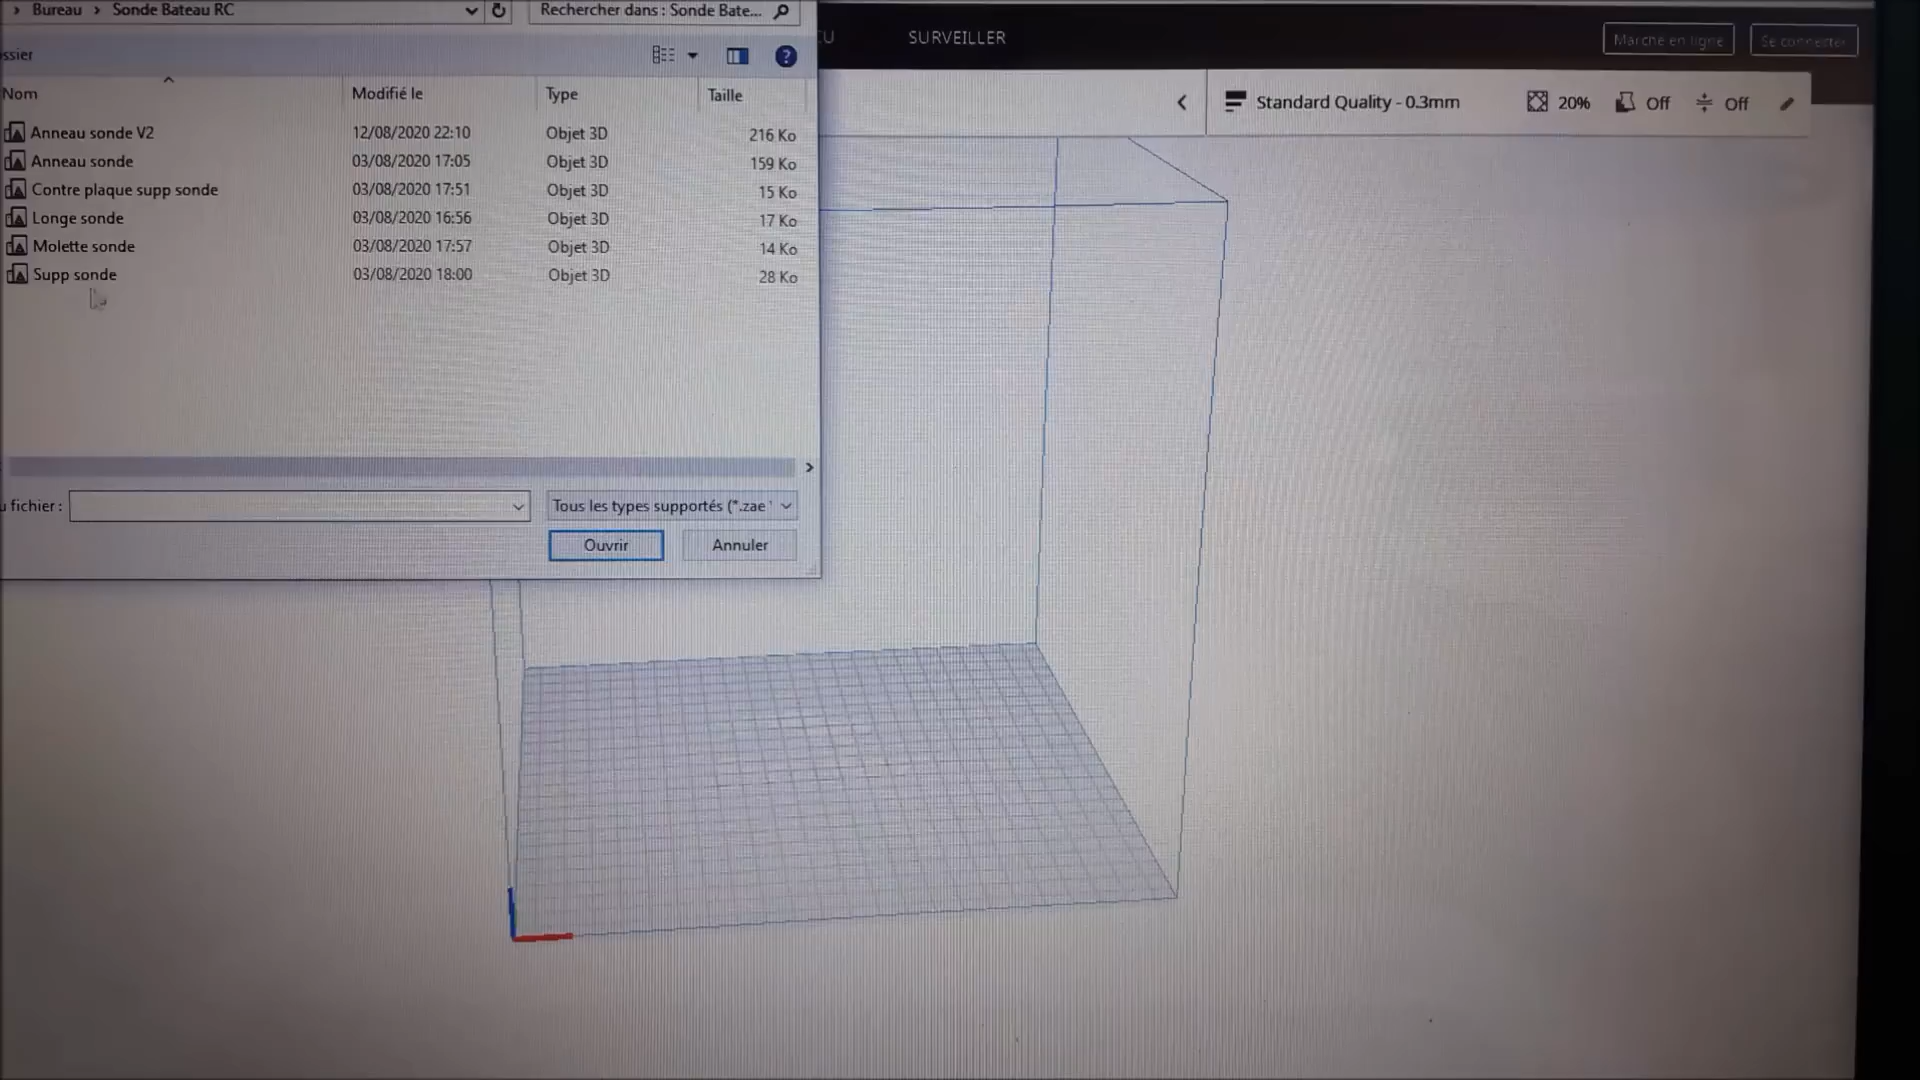 Bureau > Sonde Bateau RC
Rechercher dans : Sonde Bate...
SURVEILLER
Marché en ligne
Se connecter
ssier
Standard Quality - 0.3mm
20%
Off
Off
Nom
Modifié le
Type
Taille
Anneau sonde V2 12/08/2020 22:10 Objet 3D 216 Ko
Anneau sonde 03/08/2020 17:05 Objet 3D 159 Ko
Contre plaque supp sonde 03/08/2020 17:51 Objet 3D 15 Ko
Longe sonde 03/08/2020 16:56 Objet 3D 17 Ko
Molette sonde 03/08/2020 17:57 Objet 3D 14 Ko
Supp sonde 03/08/2020 18:00 Objet 3D 28 Ko
u fichier :
Tous les types supportés (*.zae
Ouvrir
Annuler